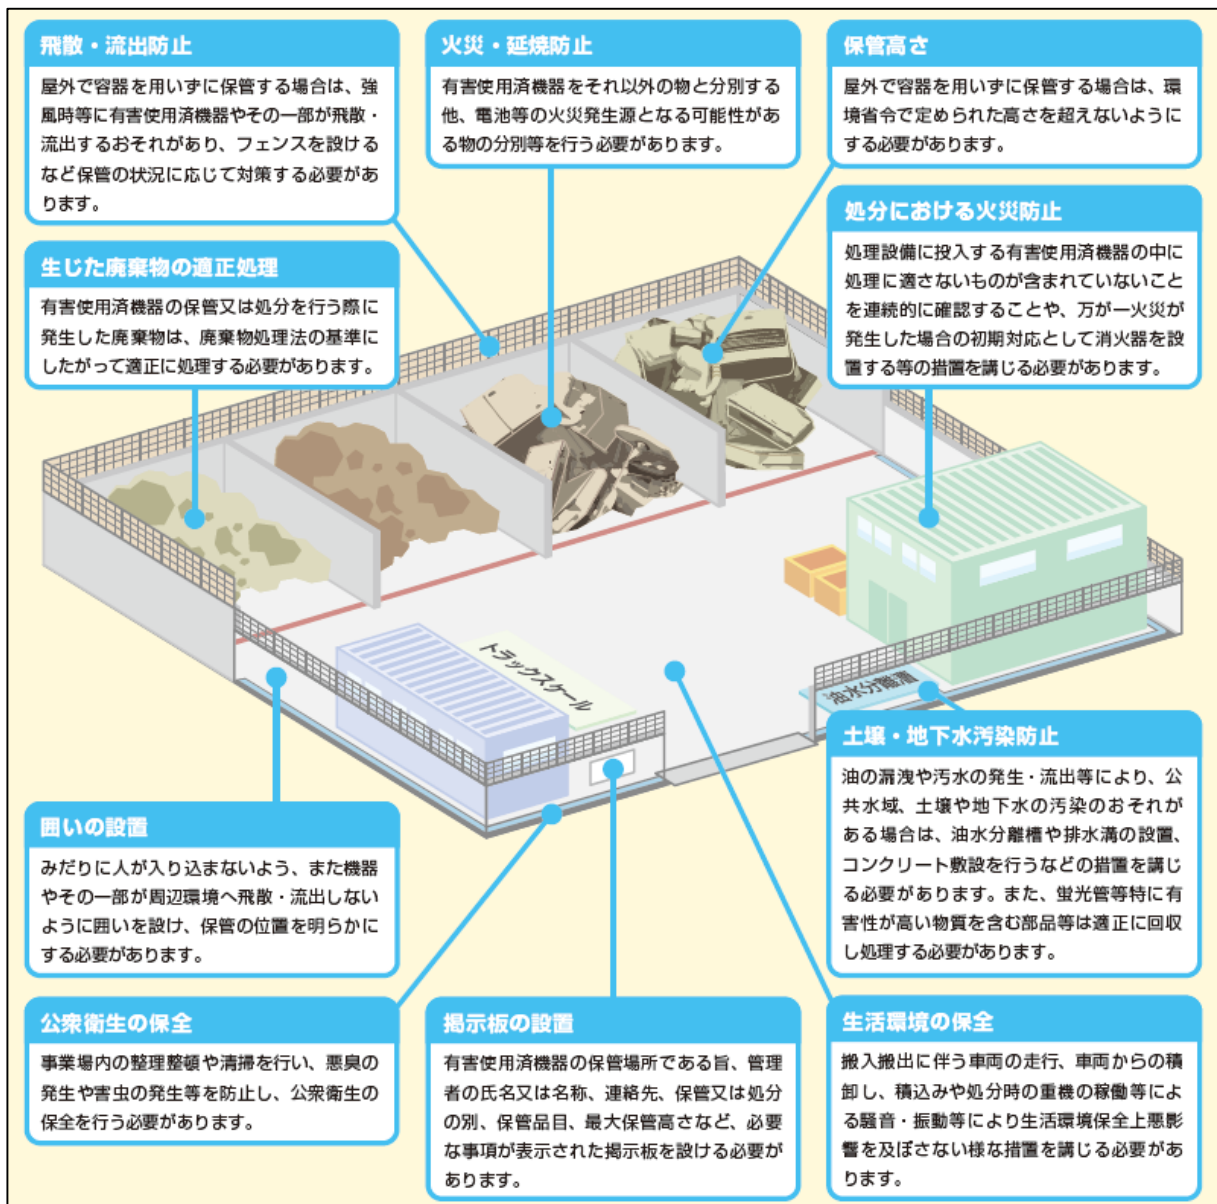 飛散・流出防止
屋外で容器を用いずに保管する場合は、強
風時等に有害使用済機器やその一部が飛散・
流出するおそれがあり、フェンスを設ける
など保管の状況に応じて対策する必要があ
ります。
火災・延焼防止
有害使用済機器をそれ以外の物と分別する
他、電池等の火災発生源となる可能性があ
る物の分別等を行う必要があります。
保管高さ
屋外で容器を用いずに保管する場合は、環
境省令で定められた高さを超えないように
する必要があります。
生じた廃棄物の適正処理
有害使用済機器の保管又は処分を行う際に
発生した廃棄物は、廃棄物処理法の基準に
したがって適正に処理する必要があります。
処分における火災防止
処理設備に投入する有害使用済機器の中に
処理に適さないものが含まれていないこと
を連続的に確認することや、万が一火災が
発生した場合の初期対応として消火器を設
置する等の措置を講じる必要があります。
トラックスケール
油水分離槽
囲いの設置
みだりに人が入り込まないよう、また機器
やその一部が周辺環境へ飛散・流出しない
ように囲いを設け、保管の位置を明らかに
する必要があります。
土壌・地下水汚染防止
油の漏洩や汚水の発生・流出等により、公
共水域、土壌や地下水の汚染のおそれが
ある場合は、油水分離槽や排水溝の設置、
コンクリート敷設を行うなどの措置を講じ
る必要があります。また、蛍光管等特に有
害性が高い物質を含む部品等は適正に回収
し処理する必要があります。
公衆衛生の保全
事業場内の整理整頓や清掃を行い、悪臭の
発生や害虫の発生等を防止し、公衆衛生の
保全を行う必要があります。
掲示板の設置
有害使用済機器の保管場所である旨、管理
者の氏名又は名称、連絡先、保管又は処分
の別、保管品目、最大保管高さなど、必要
な事項が表示された掲示板を設ける必要が
あります。
生活環境の保全
搬入搬出に伴う車両の走行、車両からの積
卸し、積込みや処分時の重機の稼働等によ
る騒音・振動等により生活環境保全上悪影
響を及ぼさない様な措置を講じる必要があ
ります。